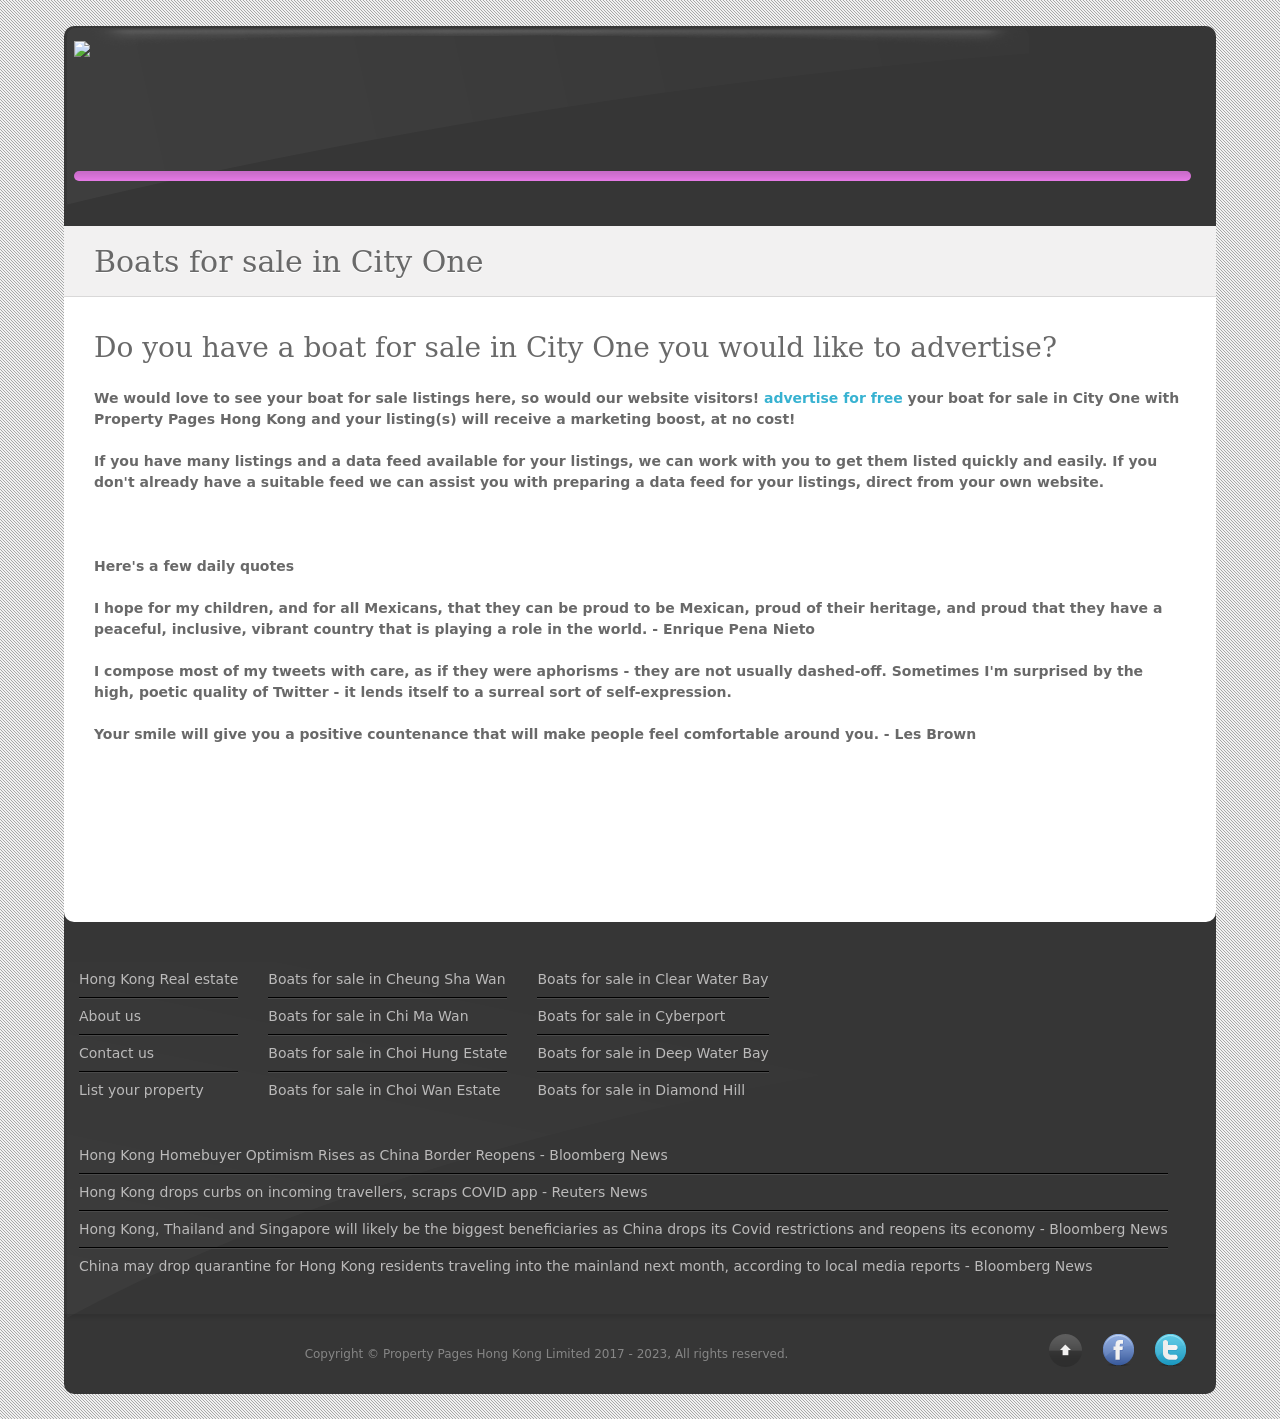 Boats for sale in City One
Do you have a boat for sale in City One you would like to advertise?
We would love to see your boat for sale listings here, so would our website visitors! advertise for free your boat for sale in City One with
Property Pages Hong Kong and your listing(s) will receive a marketing boost, at no cost!
If you have many listings and a data feed available for your listings, we can work with you to get them listed quickly and easily. If you
don't already have a suitable feed we can assist you with preparing a data feed for your listings, direct from your own website.
Here's a few daily quotes
I hope for my children, and for all Mexicans, that they can be proud to be Mexican, proud of their heritage, and proud that they have a
peaceful, inclusive, vibrant country that is playing a role in the world. - Enrique Pena Nieto
I compose most of my tweets with care, as if they were aphorisms - they are not usually dashed-off. Sometimes I'm surprised by the
high, poetic quality of Twitter - it lends itself to a surreal sort of self-expression.
Your smile will give you a positive countenance that will make people feel comfortable around you. - Les Brown
Hong Kong Real estate
About us
Contact us
List your property
Boats for sale in Cheung Sha Wan
Boats for sale in Chi Ma Wan
Boats for sale in Choi Hung Estate
Boats for sale in Choi Wan Estate
Boats for sale in Clear Water Bay
Boats for sale in Cyberport
Boats for sale in Deep Water Bay
Boats for sale in Diamond Hill
Hong Kong Homebuyer Optimism Rises as China Border Reopens - Bloomberg News
Hong Kong drops curbs on incoming travellers, scraps COVID app - Reuters News
Hong Kong, Thailand and Singapore will likely be the biggest beneficiaries as China drops its Covid restrictions and reopens its economy - Bloomberg News
China may drop quarantine for Hong Kong residents traveling into the mainland next month, according to local media reports - Bloomberg News
Copyright © Property Pages Hong Kong Limited 2017 - 2023, All rights reserved.